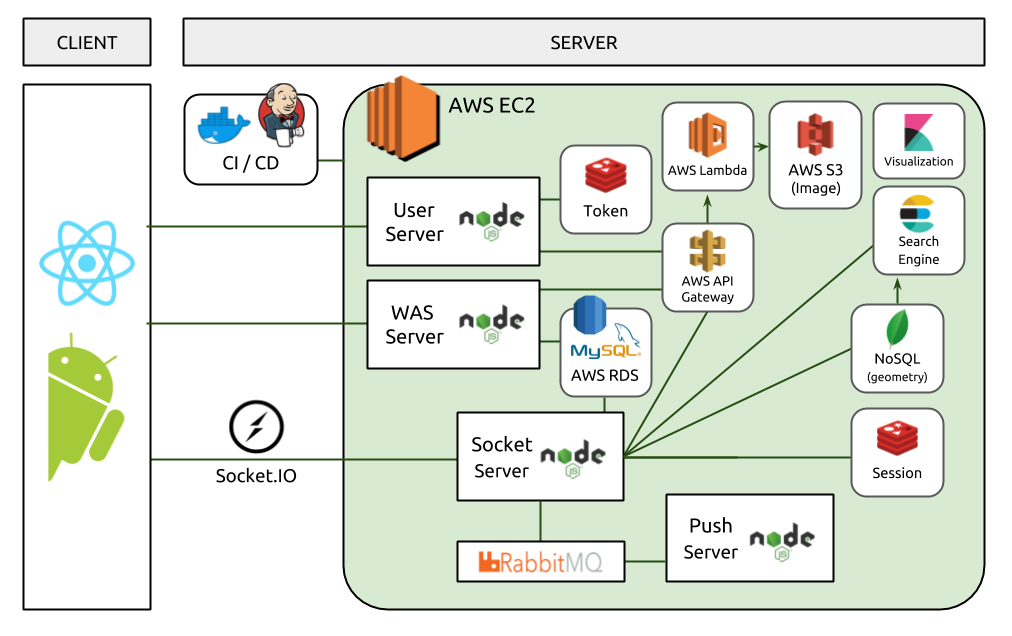 CLIENT
SERVER
AWS EC2
CI / CD
AWS Lambda
AWS S3
(Image)
Visualization
User
Server
node
JS
Token
AWS API
Gateway
Search
Engine
WAS
Server
node
JS
MySQL
AWS RDS
NoSQL
(geometry)
Socket.IO
Socket
Server
node
JS
Session
Push
Server
node
JS
RabbitMQ